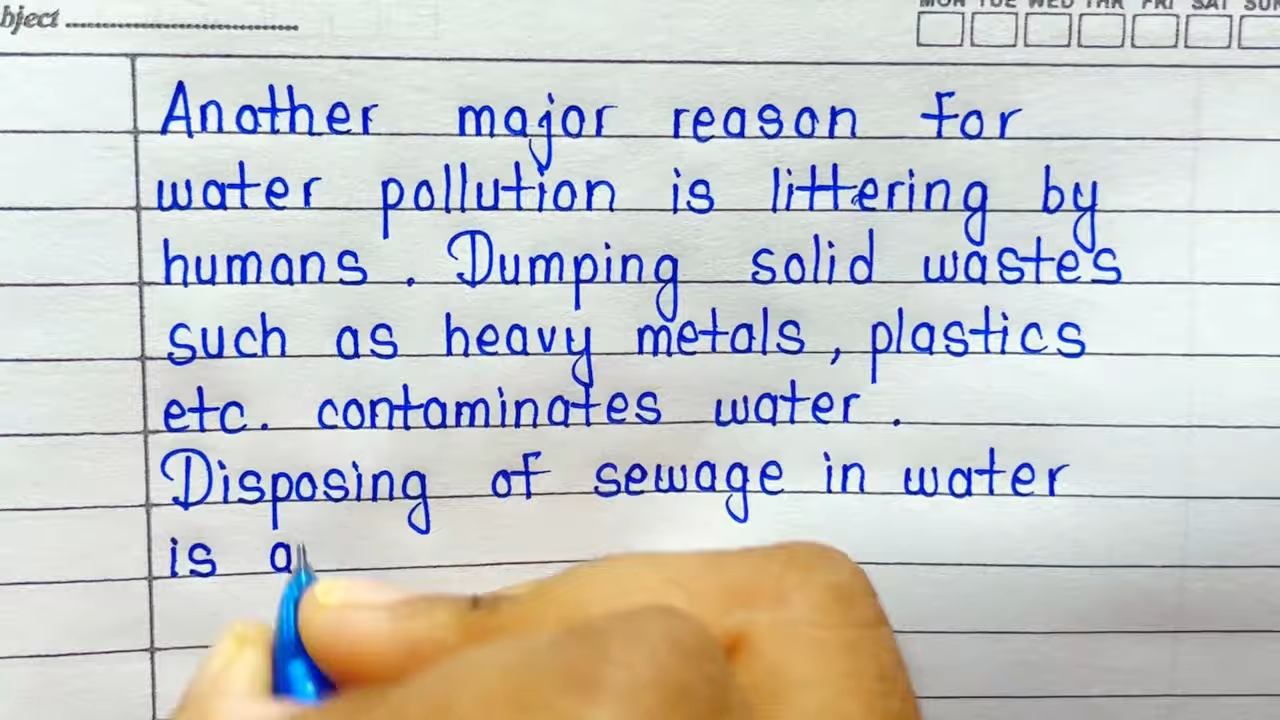 bject
MON TUE WED THR FRI SAT SUN
Another major reason for
water pollution is littering by
humans. Dumping solid wastes
such as heavy metals, plastics
etc. contaminates water.
Disposing of sewage in water
is a